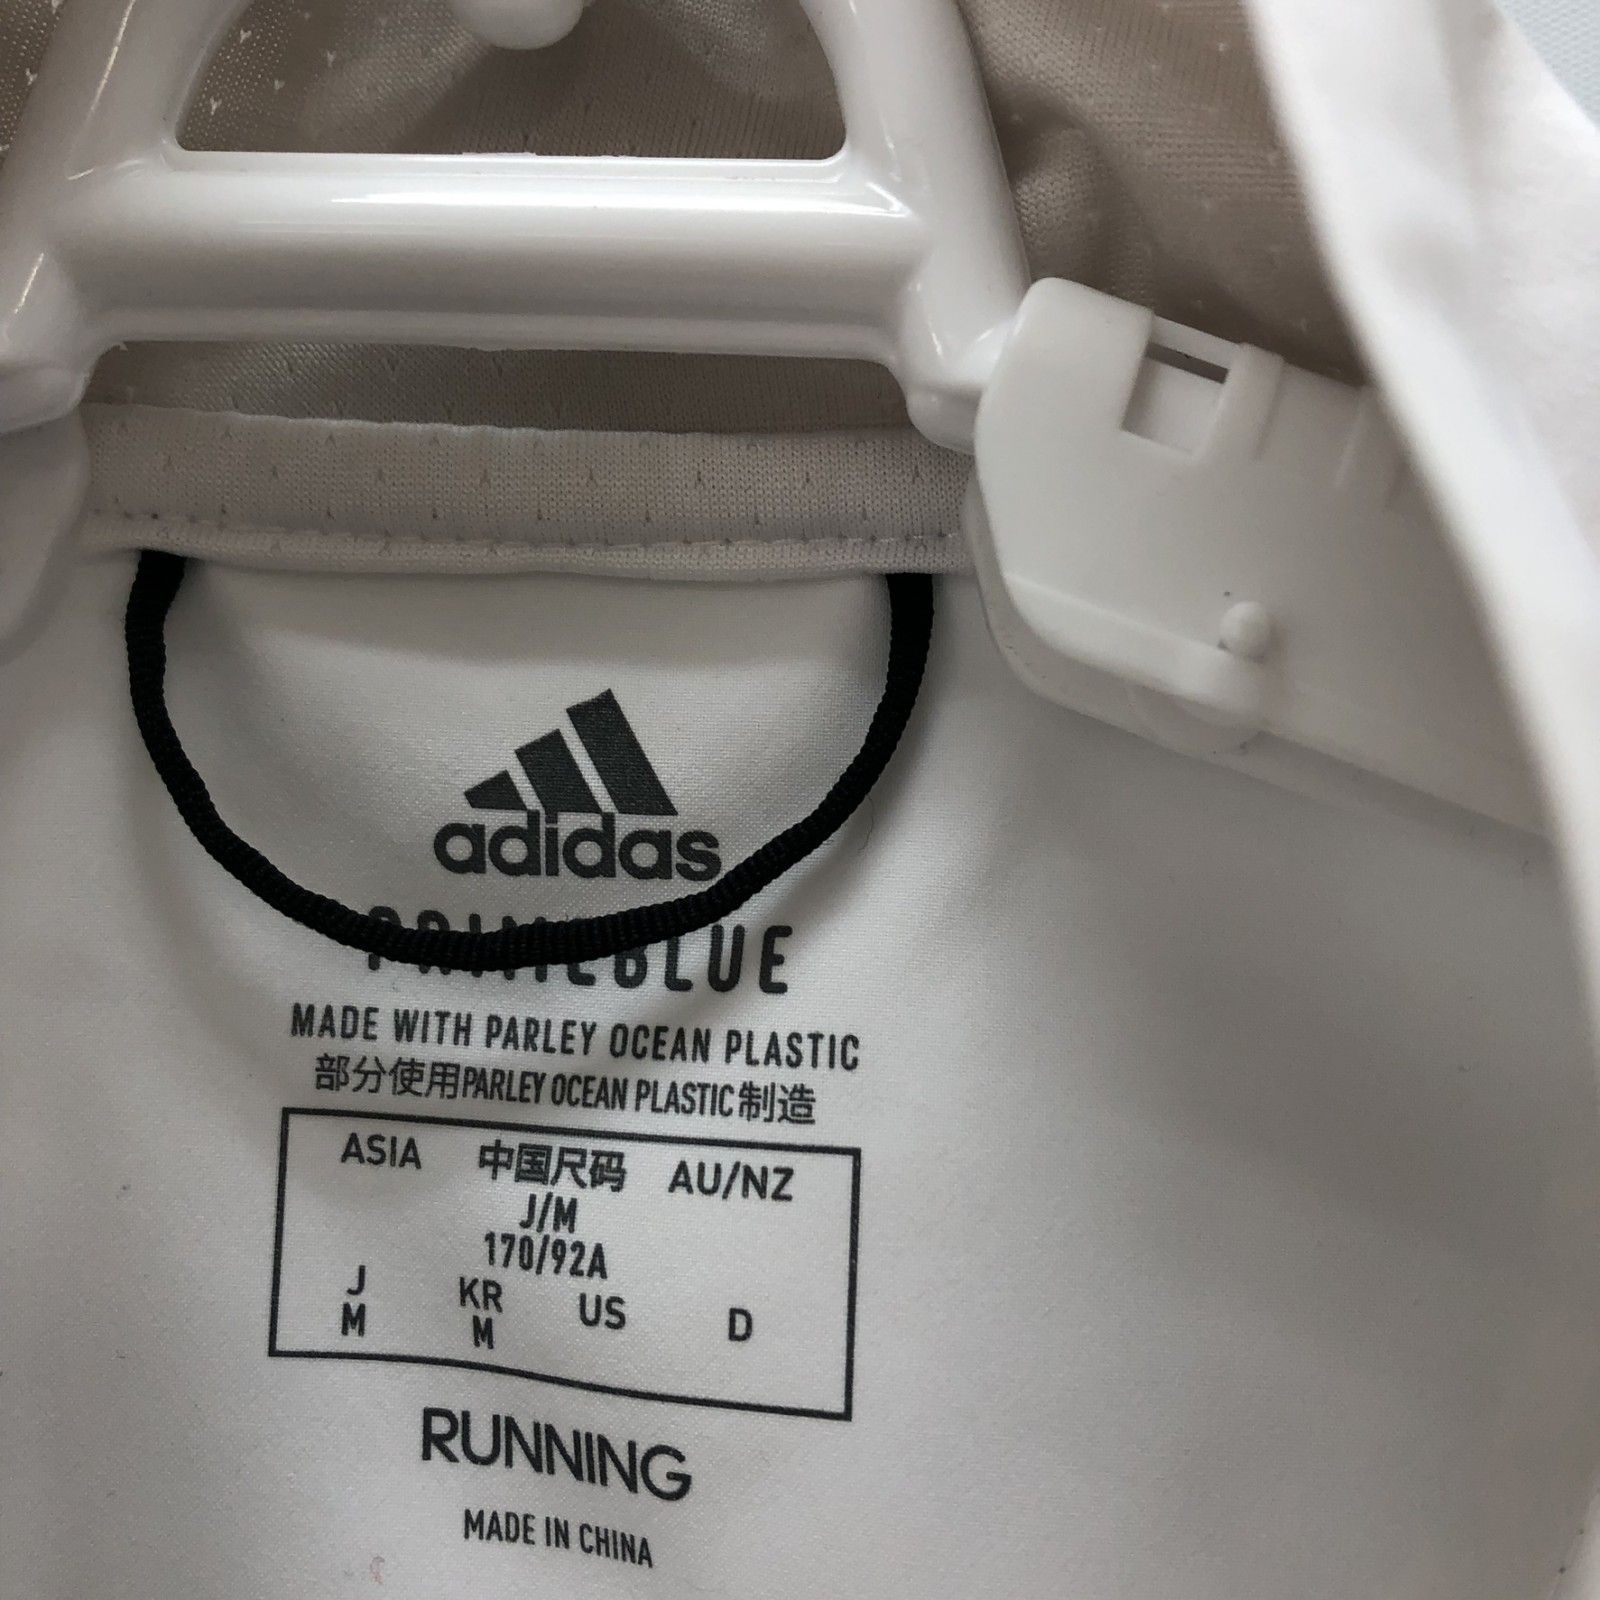 adidas
PRIMEBLUE
MADE WITH PARLEY OCEAN PLASTIC
部分使用PARLEY OCEAN PLASTIC制造
ASIA 中国尺码 AU/NZ
J/M
170/92A
J KR US D
M M
RUNNING
MADE IN CHINA